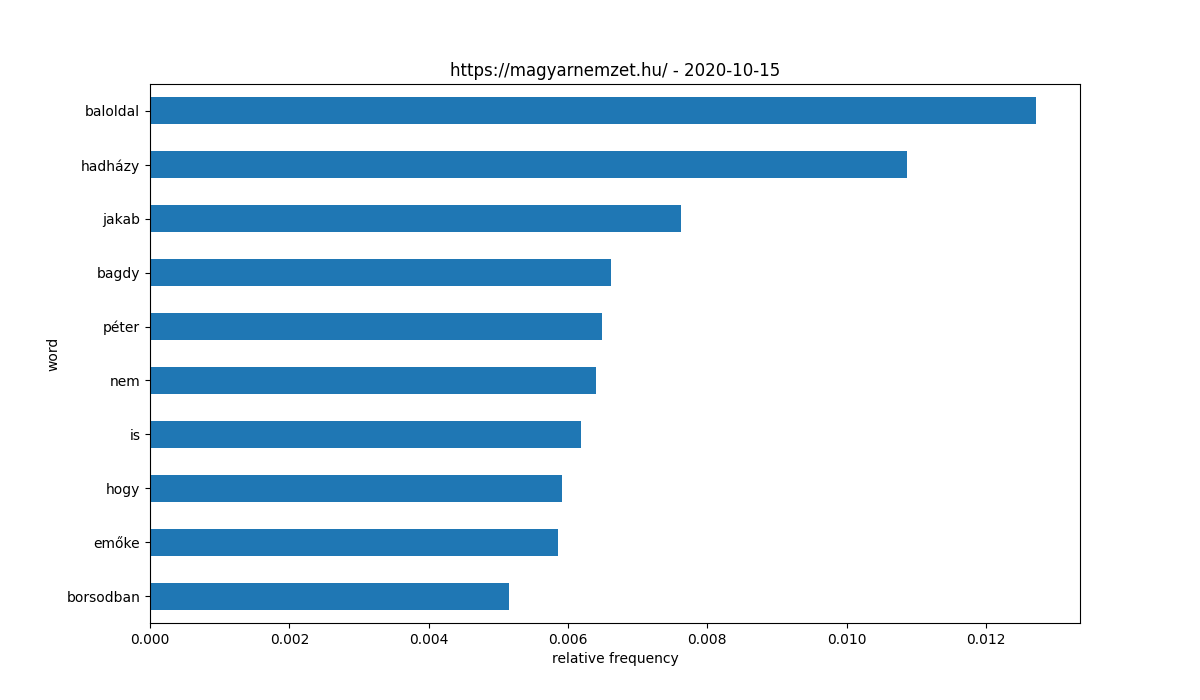 https://magyarnemzet.hu/ - 2020-10-15
baloldal
hadházy
jakab
bagdy
péter
nem
is
hogy
emőke
borsodban
word
0.000 0.002 0.004 0.006 0.008 0.010 0.012
relative frequency